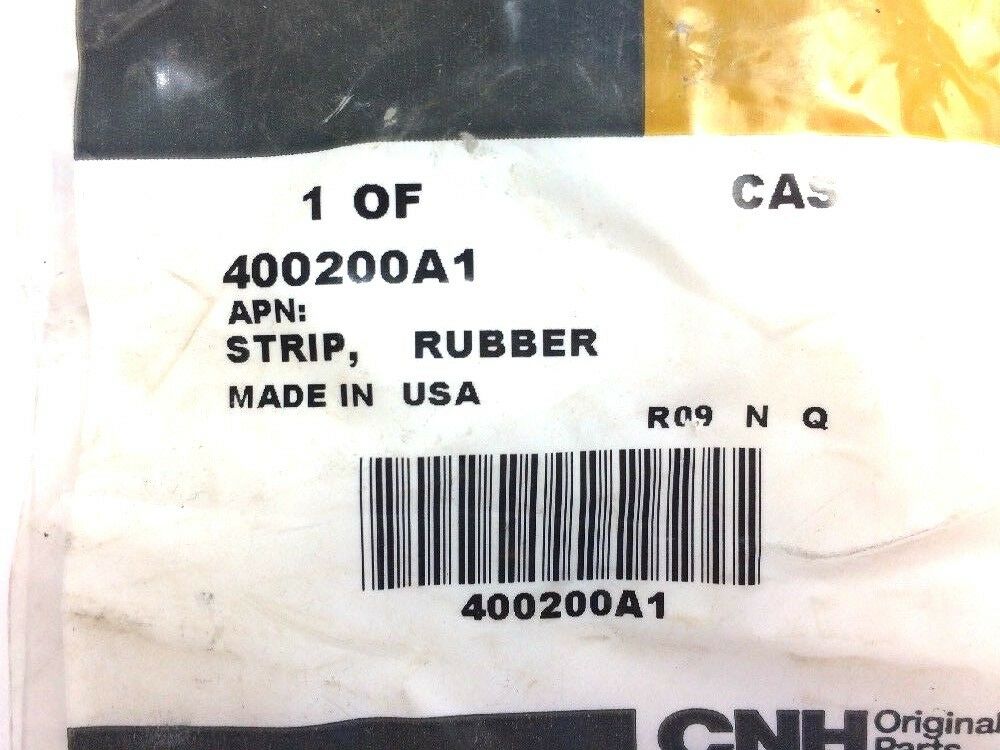 1 OF CAS
400200A1
APN:
STRIP, RUBBER
MADE IN USA
R09 N Q
400200A1
CNH Original
Parts